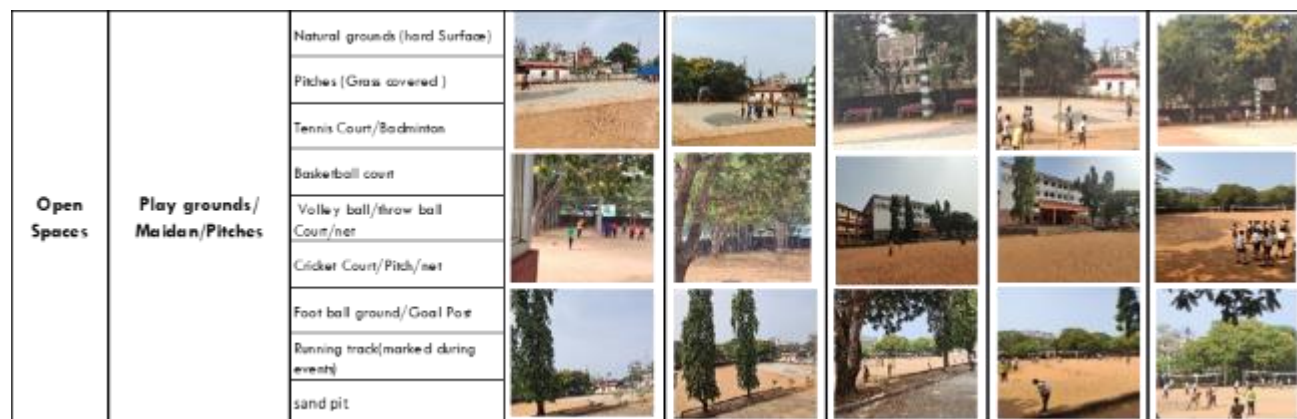 Open
Spaces
Play grounds/
Maidan/Pitches
Natural grounds (hard Surface)
Pitches (Grass covered )
Tennis Court/Badminton
Basketball court
Volley ball/throw ball
Court/net
Cricket Court/Pitch/net
Foot ball ground/Goal Post
Running track(marked during
events)
sand pit